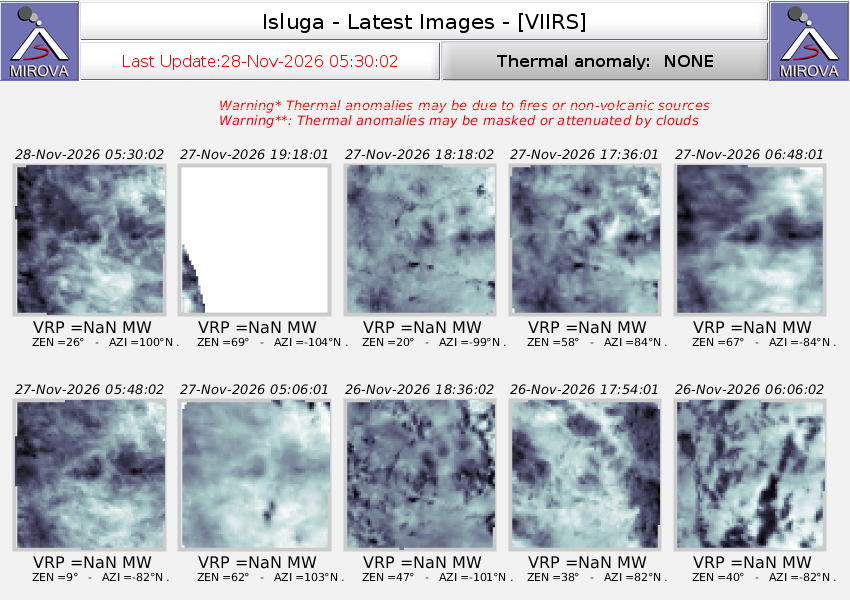 Isluga - Latest Images - [VIIRS]
MIROVA
Last Update:28-Nov-2026 05:30:02
Thermal anomaly: NONE
MIROVA
Warning* Thermal anomalies may be due to fires or non-volcanic sources
Warning**: Thermal anomalies may be masked or attenuated by clouds
28-Nov-2026 05:30:02
27-Nov-2026 19:18:01
27-Nov-2026 18:18:02
27-Nov-2026 17:36:01
27-Nov-2026 06:48:01
VRP =NaN MW
VRP =NaN MW
VRP =NaN MW
VRP =NaN MW
VRP =NaN MW
ZEN =26° - AZI =100°N .
ZEN =69° - AZI =-104°N .
ZEN =20° - AZI =-99°N .
ZEN =58° - AZI =84°N .
ZEN =67° - AZI =-84°N .
27-Nov-2026 05:48:02
27-Nov-2026 05:06:01
26-Nov-2026 18:36:02
26-Nov-2026 17:54:01
26-Nov-2026 06:06:02
VRP =NaN MW
VRP =NaN MW
VRP =NaN MW
VRP =NaN MW
VRP =NaN MW
ZEN =9° - AZI =-82°N .
ZEN =62° - AZI =103°N .
ZEN =47° - AZI =-101°N .
ZEN =38° - AZI =82°N .
ZEN =40° - AZI =-82°N .